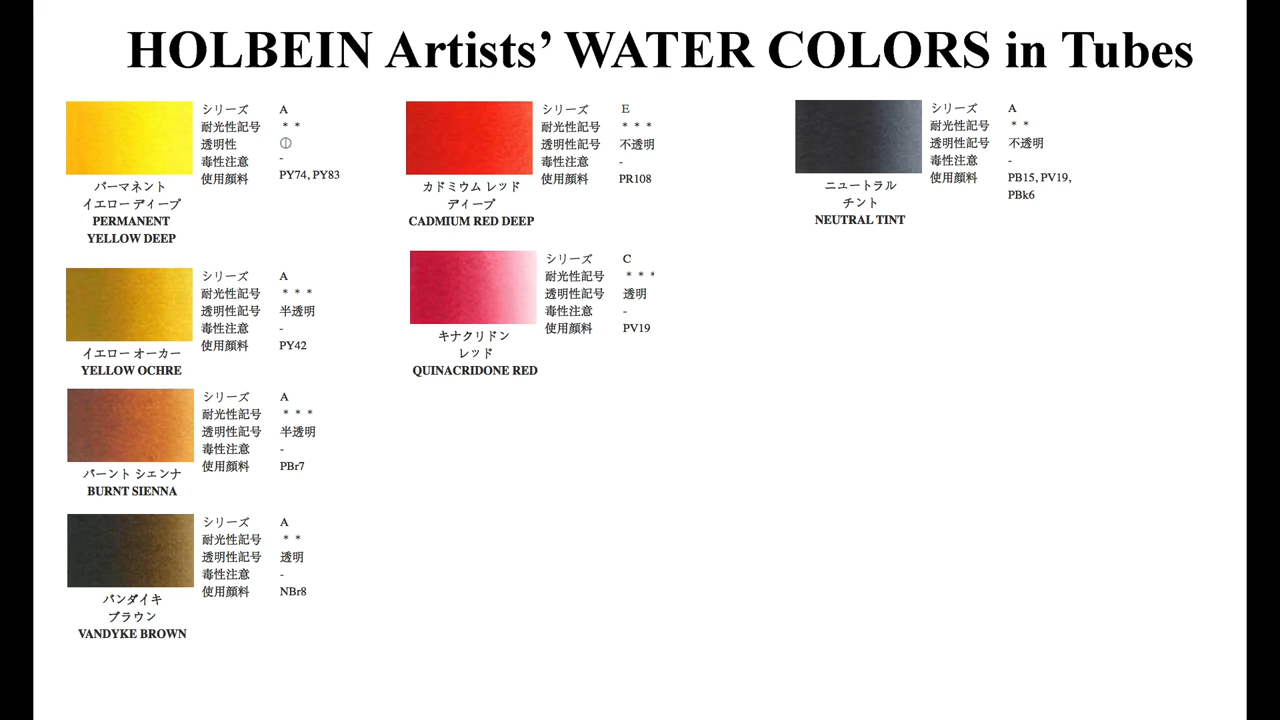 HOLBEIN Artists’ WATER COLORS in Tubes
シリーズ A
耐光性記号 * *
透明性 ⦶
毒性注意 -
使用顔料 PY74, PY83
パーマネント
イエロー ディープ
PERMANENT
YELLOW DEEP
シリーズ A
耐光性記号 * * *
透明性記号 半透明
毒性注意 -
使用顔料 PY42
イエロー オーカー
YELLOW OCHRE
シリーズ A
耐光性記号 * * *
透明性記号 半透明
毒性注意 -
使用顔料 PBr7
バーント シェンナ
BURNT SIENNA
シリーズ A
耐光性記号 * *
透明性記号 透明
毒性注意 -
使用顔料 NBr8
バンダイキ
ブラウン
VANDYKE BROWN
シリーズ E
耐光性記号 * * *
透明性 不透明
毒性注意 -
使用顔料 PR108
カドミウム レッド
ディープ
CADMIUM RED DEEP
シリーズ C
耐光性記号 * * *
透明性記号 透明
毒性注意 -
使用顔料 PV19
キナクリドン
レッド
QUINACRIDONE RED
シリーズ A
耐光性記号 * *
透明性 不透明
毒性注意 -
使用顔料 PB15, PV19,
PBk6
ニュートラル
チント
NEUTRAL TINT